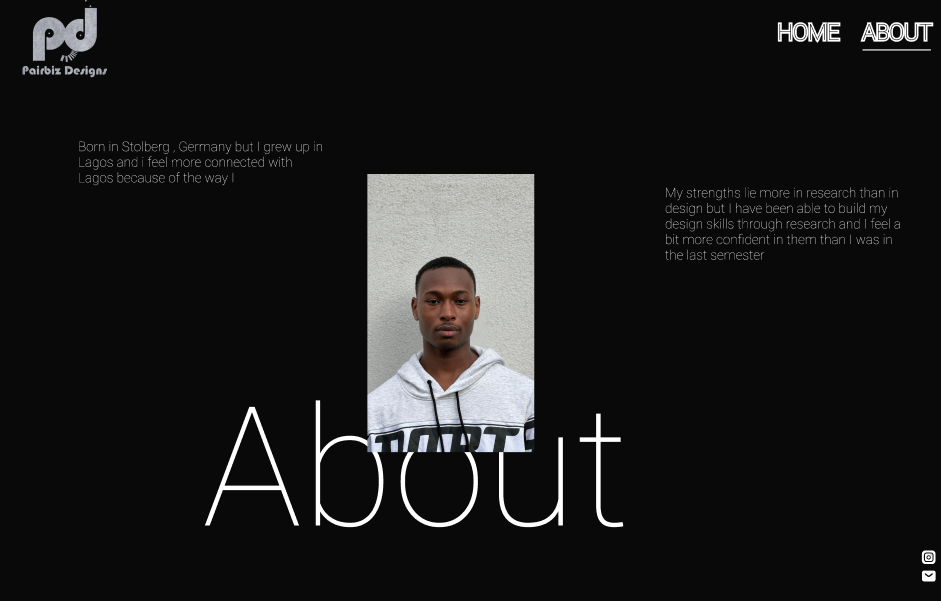 pd
Pairbiz Designs
HOME ABOUT
Born in Stolberg , Germany but I grew up in
Lagos and i feel more connected with
Lagos because of the way I
My strengths lie more in research than in
design but I have been able to build my
design skills through research and I feel a
bit more confident in them than I was in
the last semester
About